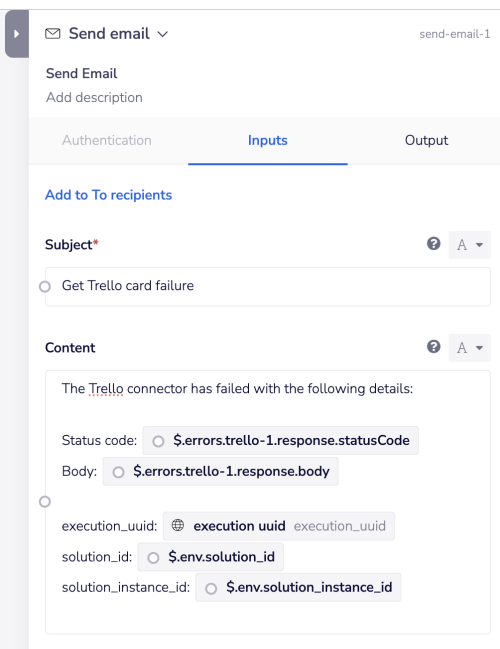 Send email
send-email-1
Send Email
Add description
Authentication
Inputs
Output
Add to To recipients
Subject*
? A
Get Trello card failure
Content
? A
The Trello connector has failed with the following details:
Status code: $.errors.trello-1.response.statusCode
Body: $.errors.trello-1.response.body
execution_uuid: execution uuid execution_uuid
solution_id: $.env.solution_id
solution_instance_id: $.env.solution_instance_id